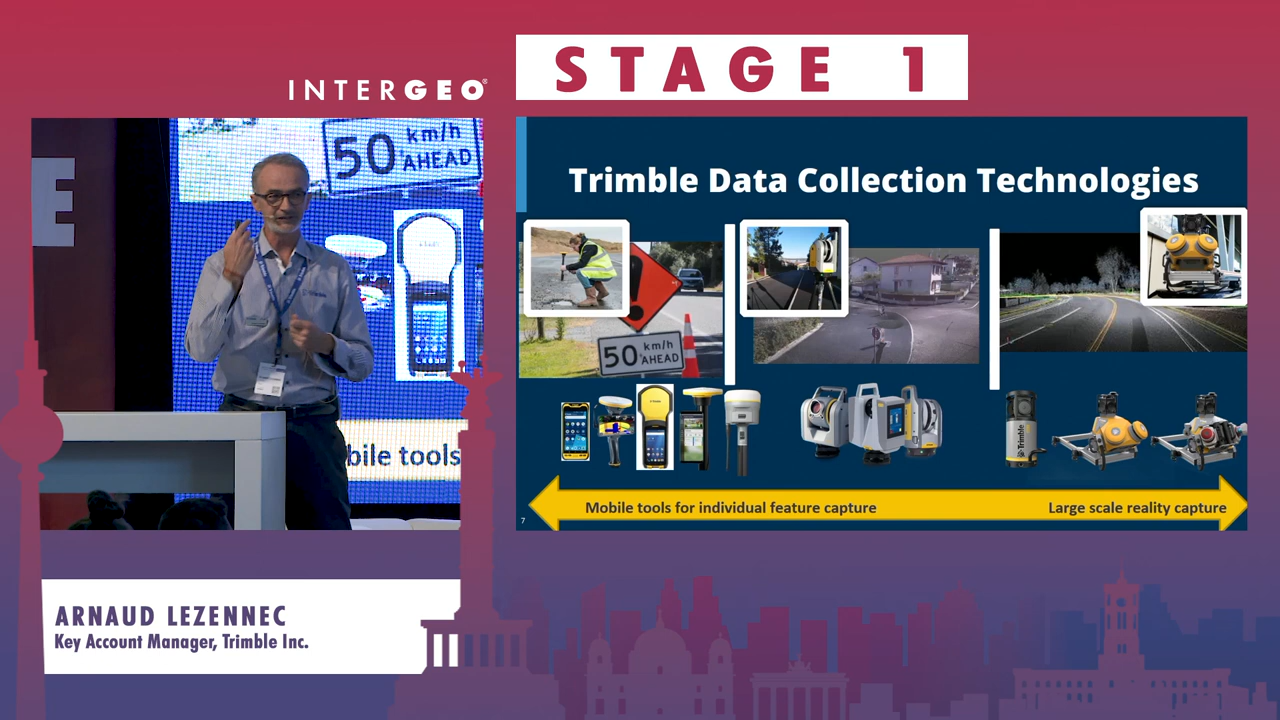 INTERGEO®
STAGE 1
E
50 km/h
AHEAD
bile tools
Trimble Data Collection Technologies
50 km/h
AHEAD
Trimble
Mobile tools for individual feature capture
Large scale reality capture
7
ARNAUD LEZENNEC
Key Account Manager, Trimble Inc.